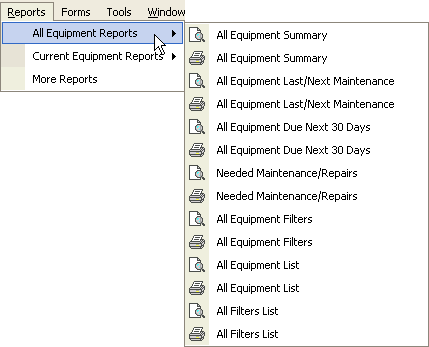 Reports Forms Tools Window
All Equipment Reports
Current Equipment Reports
More Reports
All Equipment Summary
All Equipment Summary
All Equipment Last/Next Maintenance
All Equipment Last/Next Maintenance
All Equipment Due Next 30 Days
All Equipment Due Next 30 Days
Needed Maintenance/Repairs
Needed Maintenance/Repairs
All Equipment Filters
All Equipment Filters
All Equipment List
All Equipment List
All Filters List
All Filters List